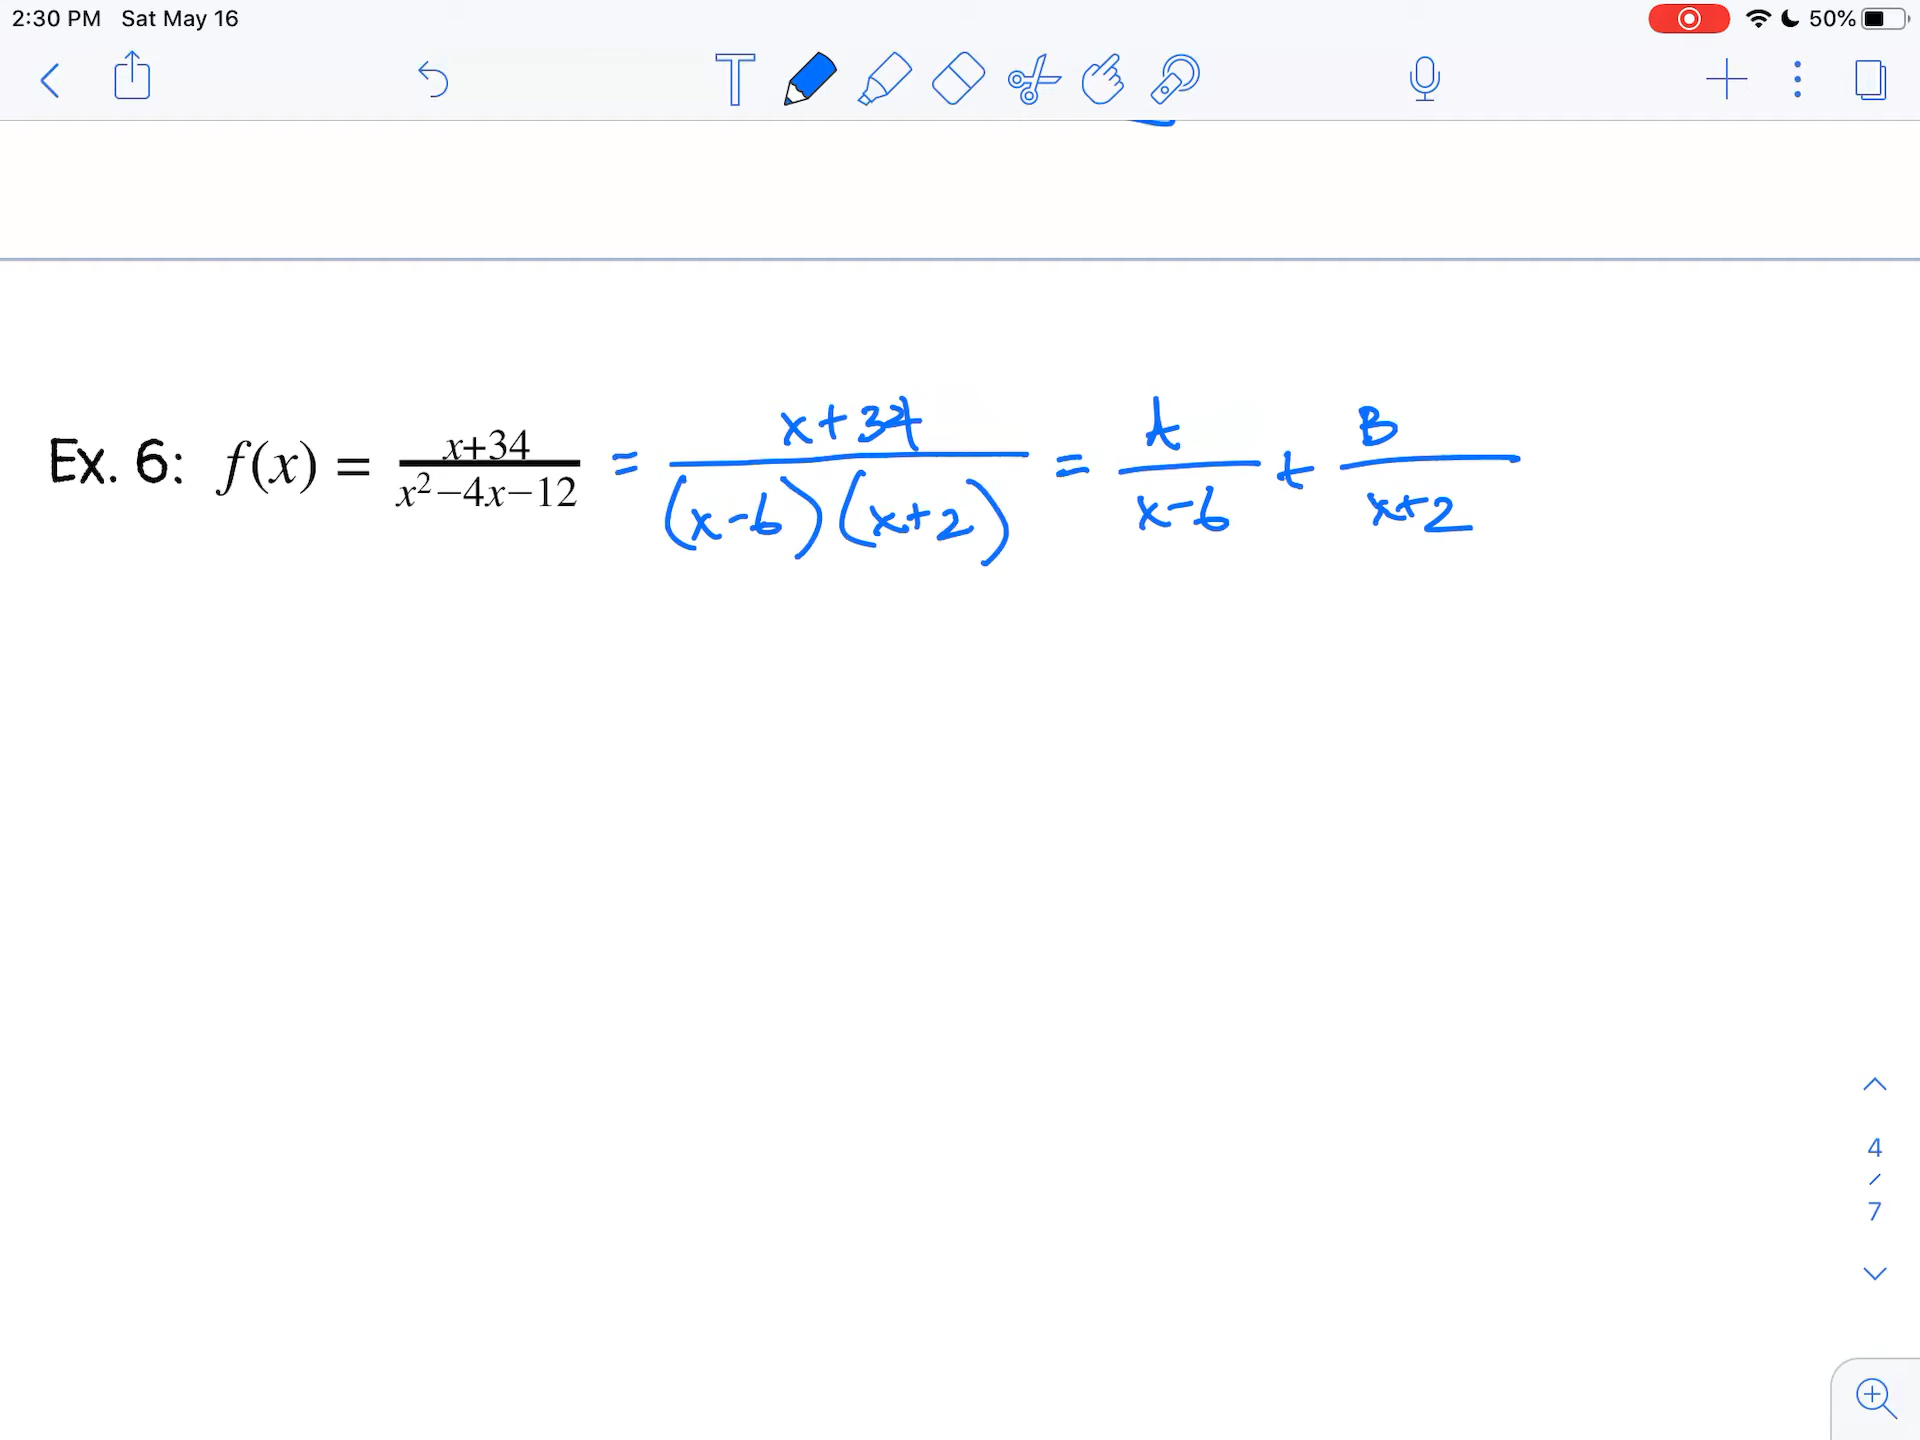 2:30 PM Sat May 16 50%
T
Ex. 6: f(x) = x+34 / x²−4x−12 = x+34 / (x-6)(x+2) = A / x-6 + B / x+2
4
/
7